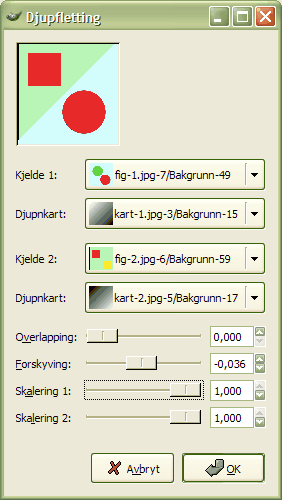 Djupfletting
Kjelde 1: fig-1.jpg-7/Bakgrunn-49
Djupnkart: kart-1.jpg-3/Bakgrunn-15
Kjelde 2: fig-2.jpg-6/Bakgrunn-59
Djupnkart: kart-2.jpg-5/Bakgrunn-17
Overlapping: 0,000
Forskyving: -0,036
Skalering 1: 1,000
Skalering 2: 1,000
Avbryt OK